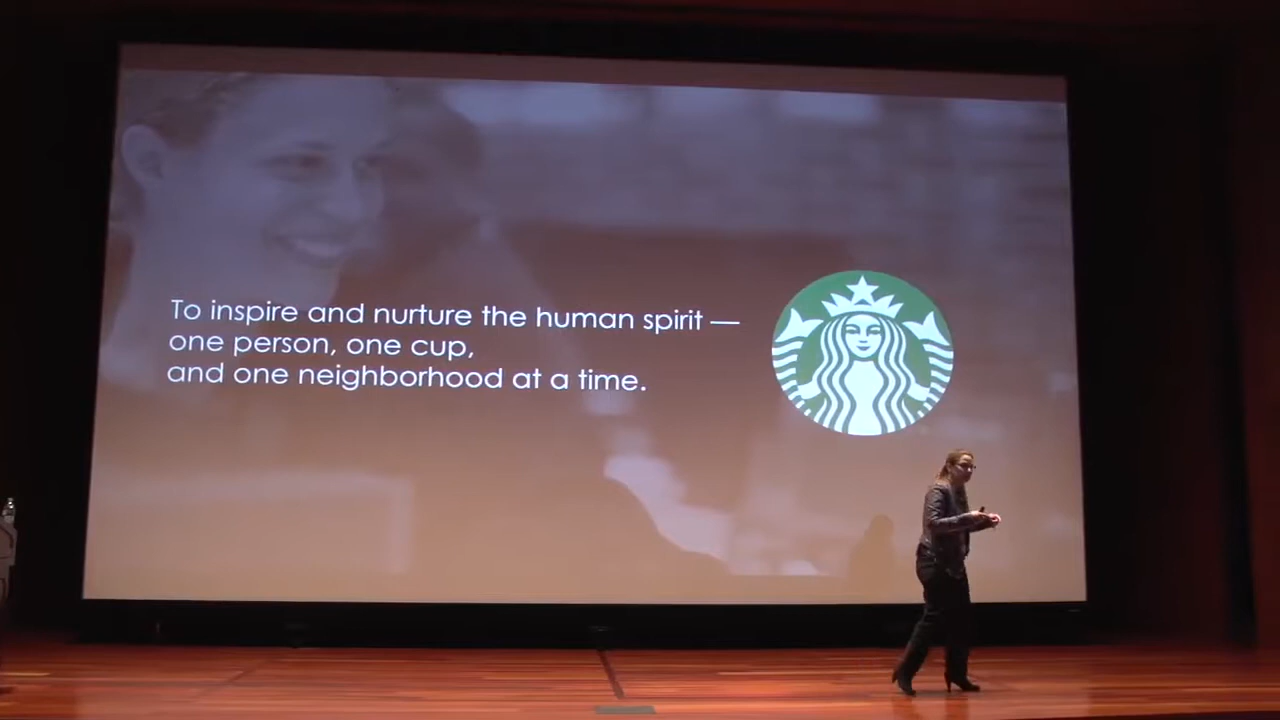 To inspire and nurture the human spirit —
one person, one cup,
and one neighborhood at a time.